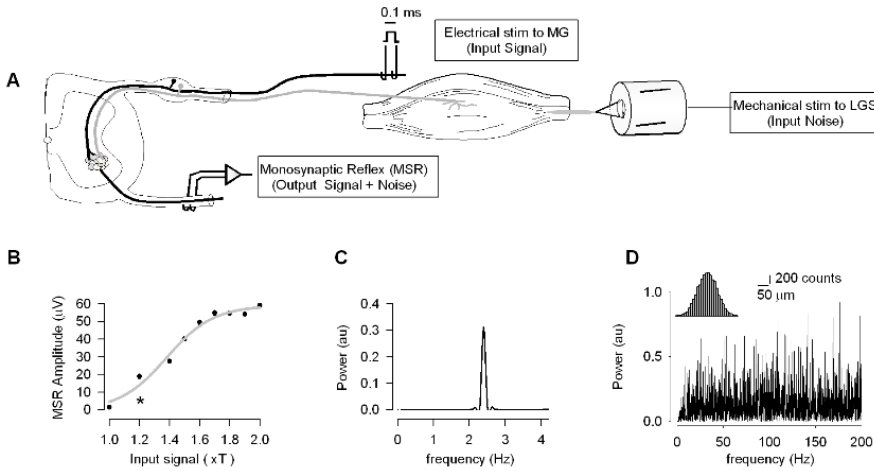 0.1 ms
Electrical stim to MG
(Input Signal)
A
Mechanical stim to LGS
(Input Noise)
Monosynaptic Reflex (MSR)
(Output Signal + Noise)
B
MSR Amplitude (µV)
60
50
40
30
20
10
0
*
1.0 1.2 1.4 1.6 1.8 2.0
Input signal ( xT )
C
Power (au)
0.4
0.3
0.2
0.1
0.0
0 1 2 3 4
frequency (Hz)
D
200 counts
50 µm
Power (au)
1.0
0.5
0.0
0 50 100 150 200
frequency (Hz)